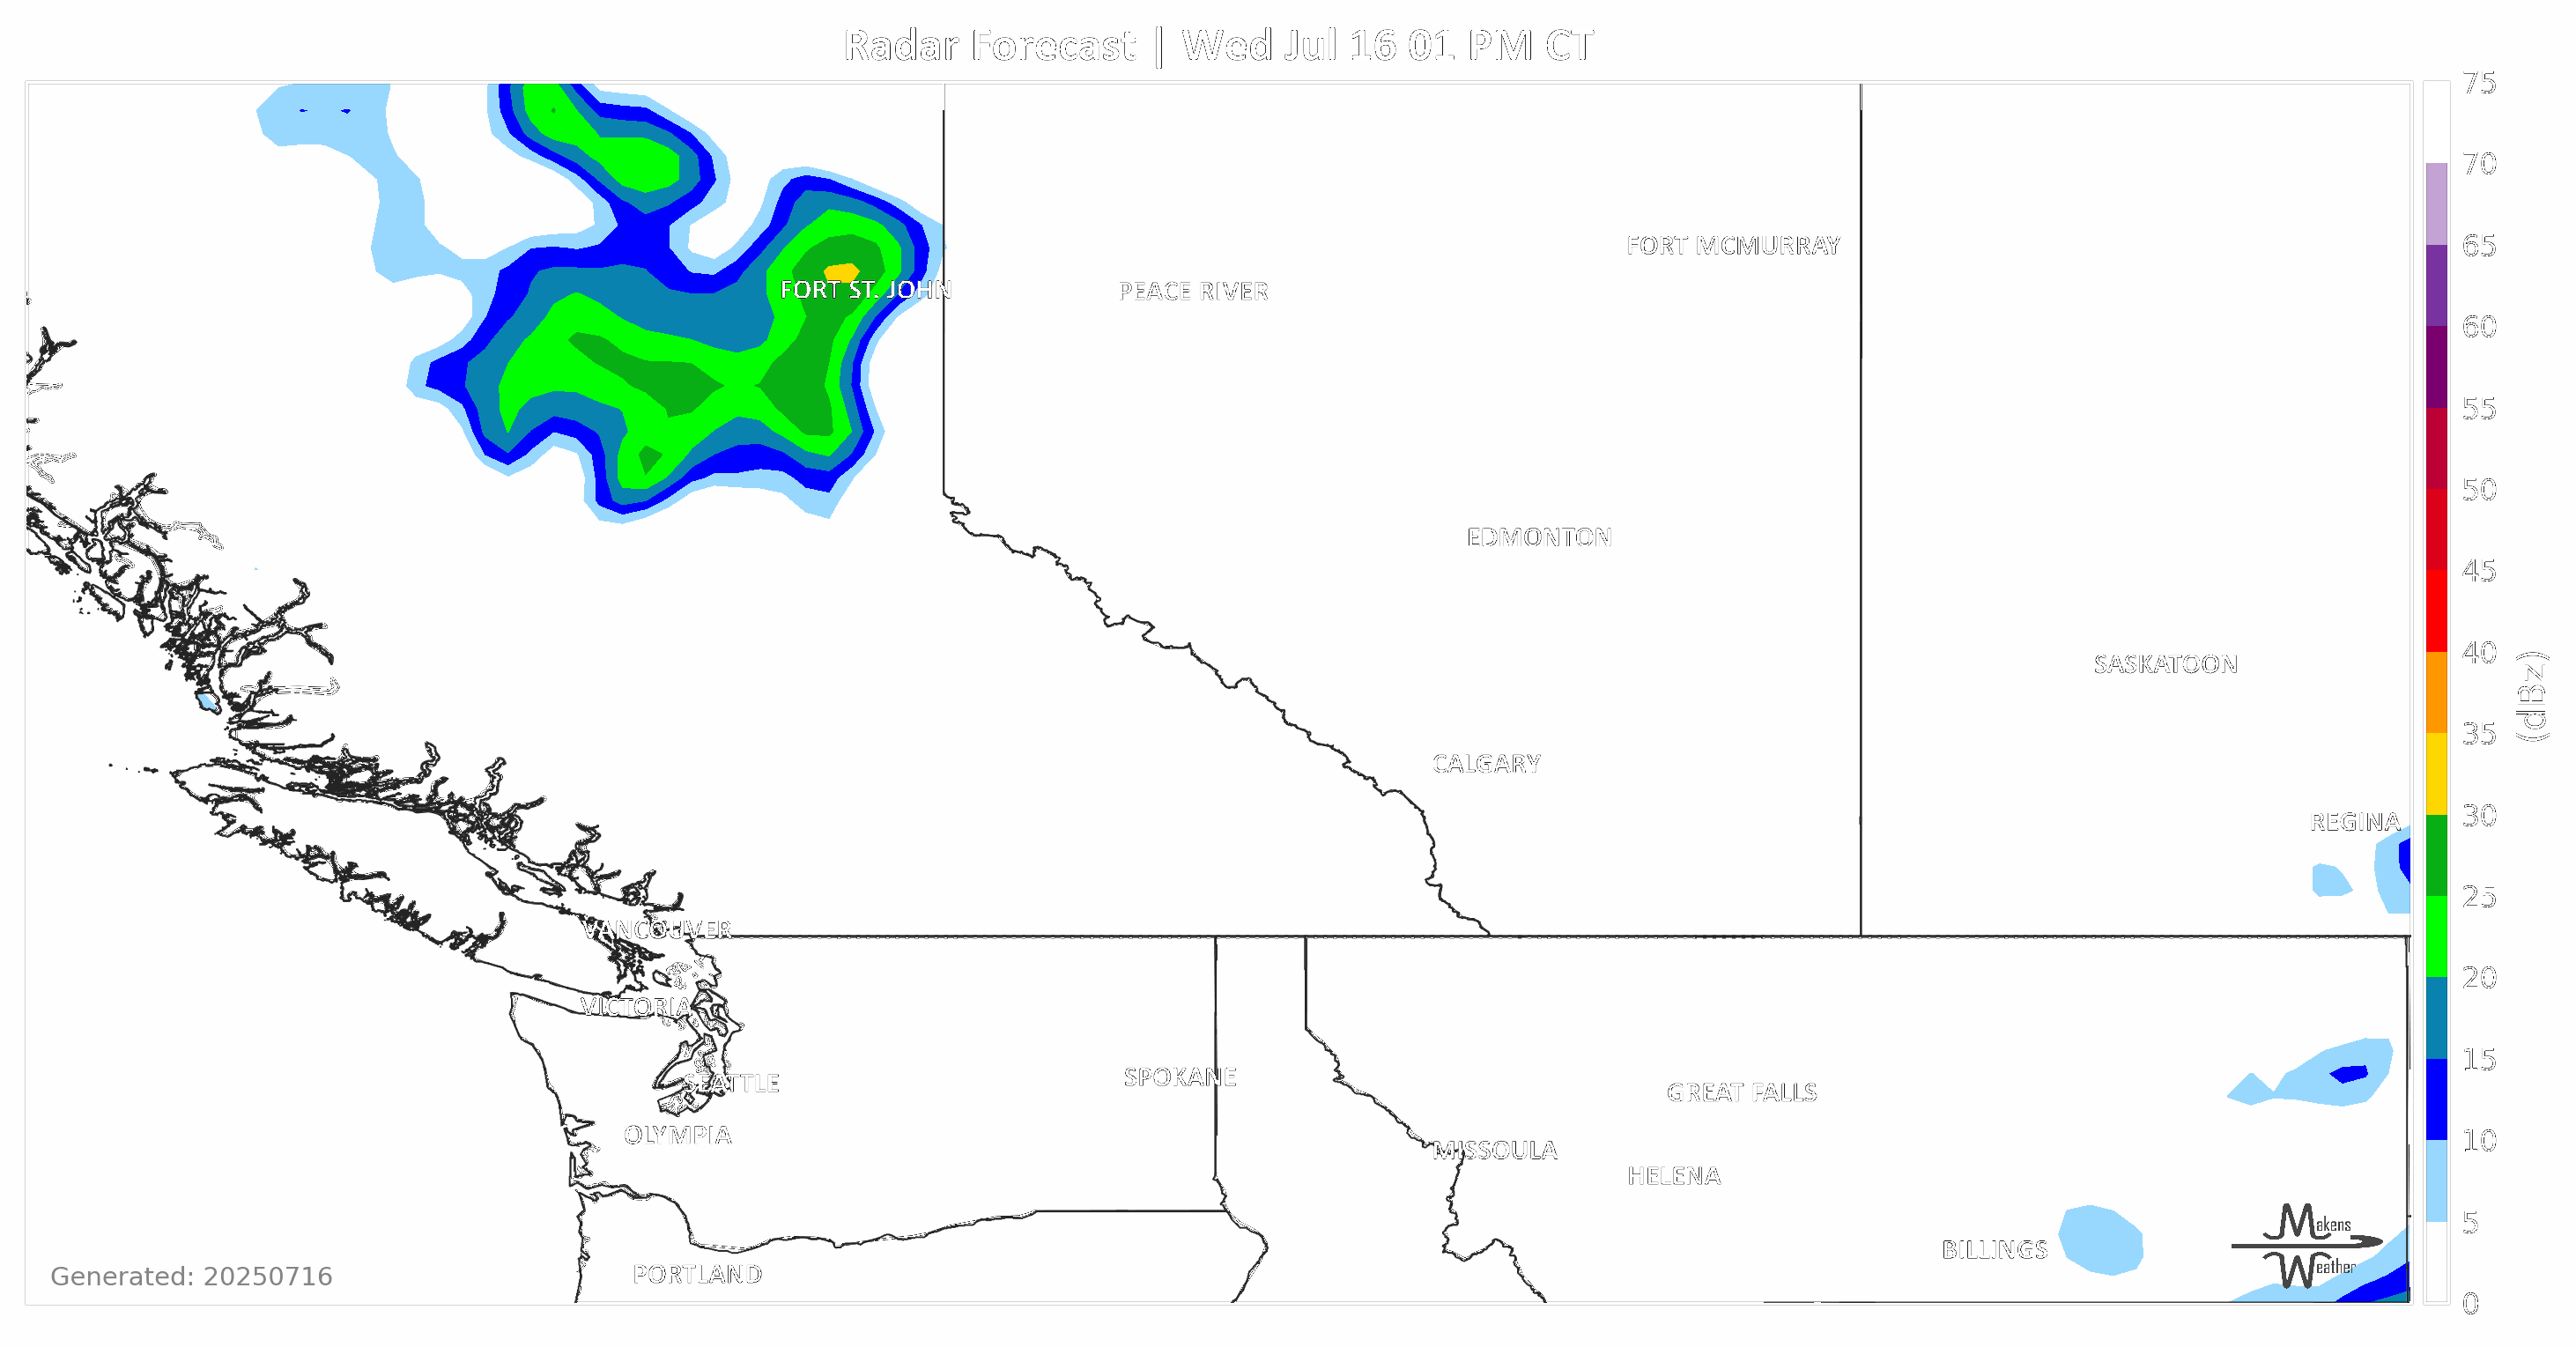 Radar Forecast | Wed Jul 16 01 PM CT
75
70
65
60
55
50
45
40
35
30
25
20
15
10
5
0
(dBz)
FORT MCMURRAY
FORT ST. JOHN
PEACE RIVER
EDMONTON
SASKATOON
CALGARY
REGINA
VANCOUVER
VICTORIA
SEATTLE
SPOKANE
GREAT FALLS
OLYMPIA
MISSOULA
HELENA
BILLINGS
PORTLAND
Makens
Weather
Generated: 20250716